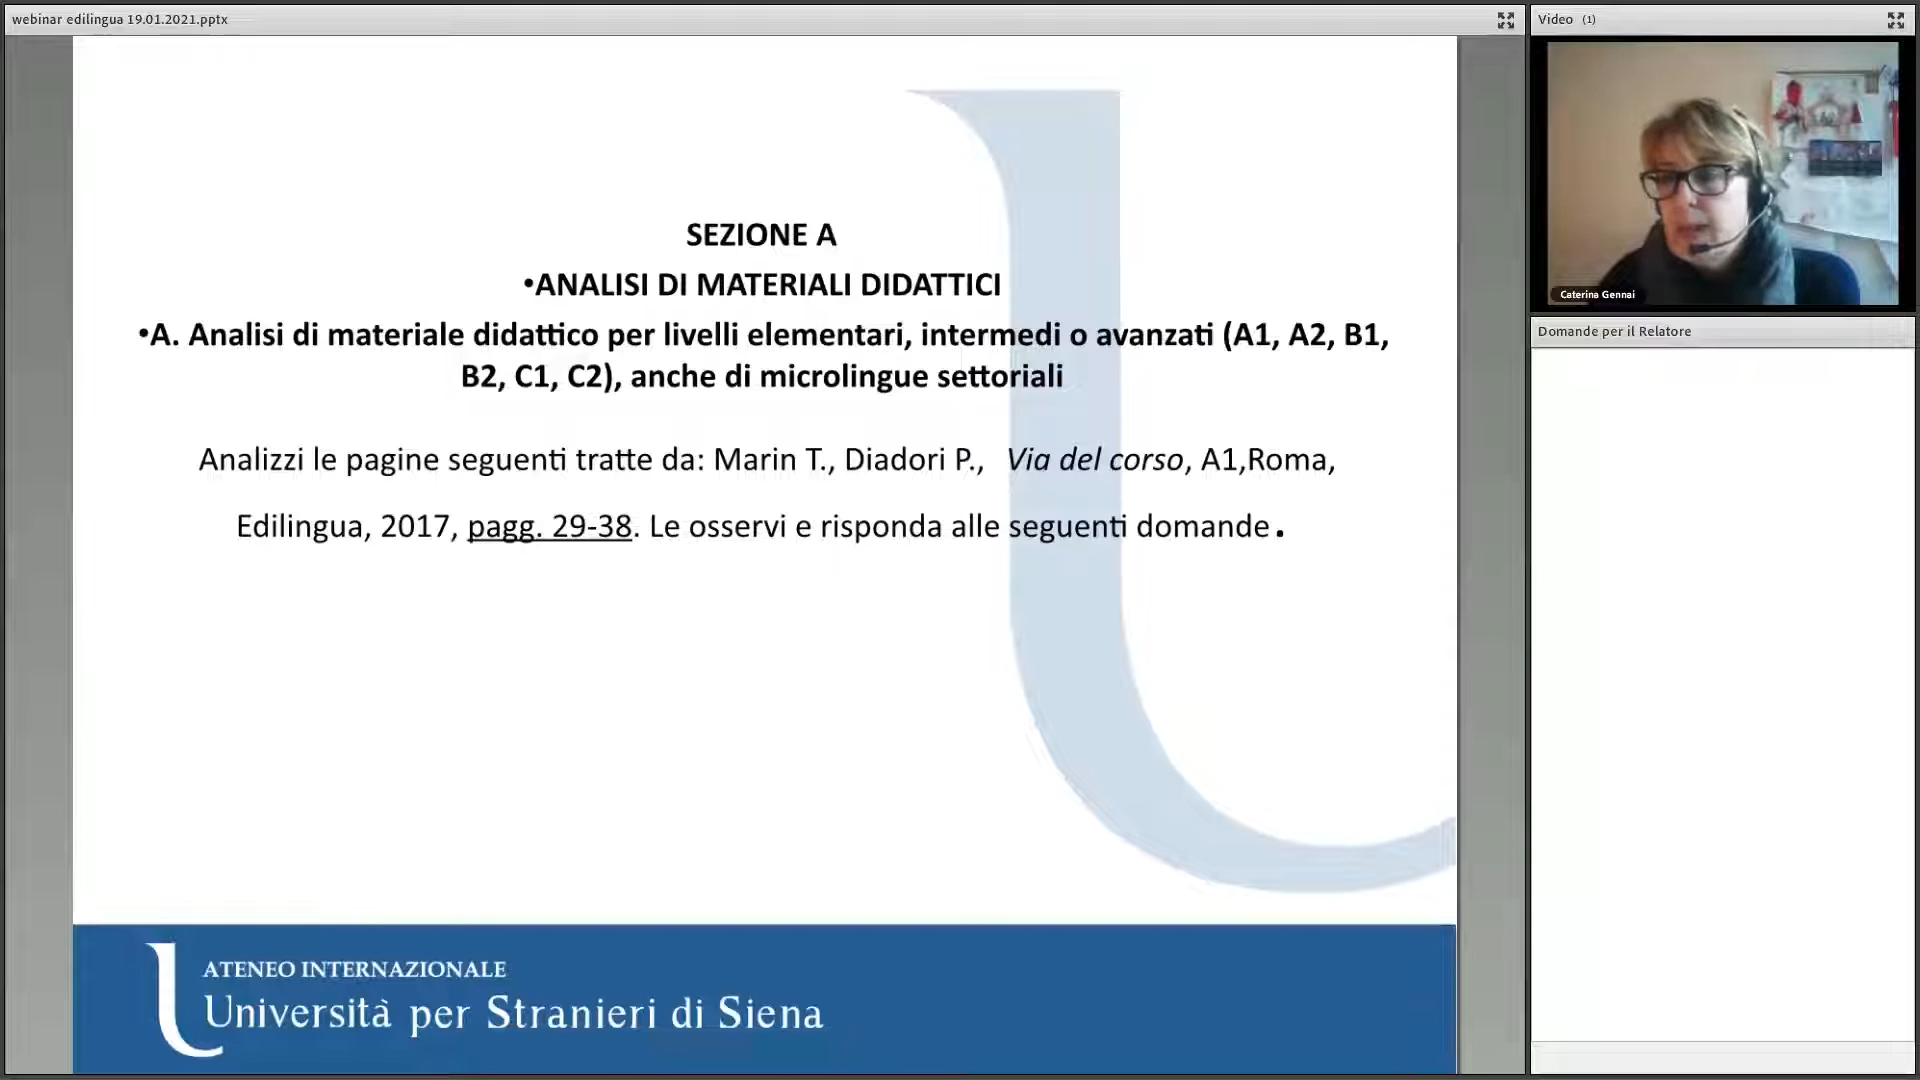 webinar edilingua 19.01.2021.pptx
SEZIONE A
•ANALISI DI MATERIALI DIDATTICI
•A. Analisi di materiale didattico per livelli elementari, intermedi o avanzati (A1, A2, B1,
B2, C1, C2), anche di microlingue settoriali
Analizzi le pagine seguenti tratte da: Marin T., Diadori P., Via del corso, A1,Roma,
Edilingua, 2017, pagg. 29-38. Le osservi e risponda alle seguenti domande.
ATENEO INTERNAZIONALE
Università per Stranieri di Siena
Video (1)
Caterina Gennai
Domande per il Relatore